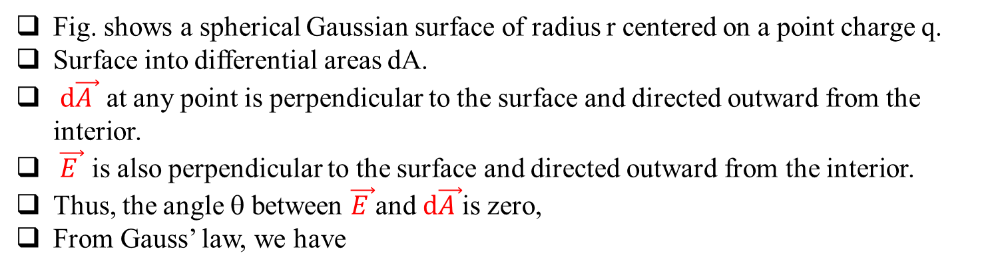 ❑ Fig. shows a spherical Gaussian surface of radius r centered on a point charge q.
❑ Surface into differential areas dA.
❑ d$\overrightarrow{A}$ at any point is perpendicular to the surface and directed outward from the
interior.
❑ $\overrightarrow{E}$ is also perpendicular to the surface and directed outward from the interior.
❑ Thus, the angle θ between $\overrightarrow{E}$ and d$\overrightarrow{A}$ is zero,
❑ From Gauss’ law, we have